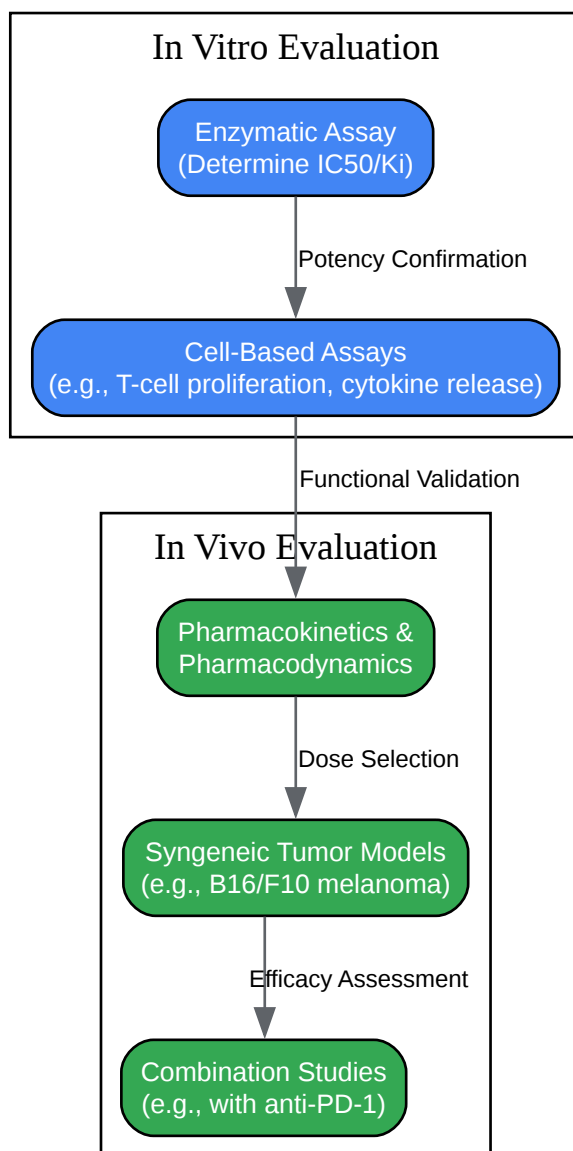 In Vitro Evaluation
Enzymatic Assay
(Determine IC50/Ki)
Potency Confirmation
Cell-Based Assays
(e.g., T-cell proliferation, cytokine release)
Functional Validation
In Vivo Evaluation
Pharmacokinetics &
Pharmacodynamics
Dose Selection
Syngeneic Tumor Models
(e.g., B16/F10 melanoma)
Efficacy Assessment
Combination Studies
(e.g., with anti-PD-1)